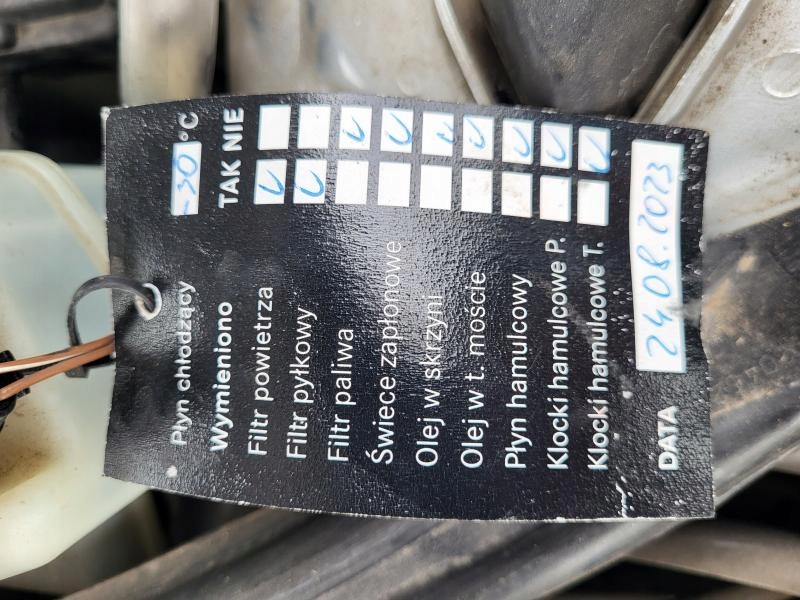 Płyn chłodzący -30 °C
Wymieniono TAK NIE
Filtr powietrza
Filtr pyłkowy
Filtr paliwa
Świece zapłonowe
Olej w skrzyni
Olej w t. moście
Płyn hamulcowy
Klocki hamulcowe P.
Klocki hamulcowe T.
DATA 24.08.2023